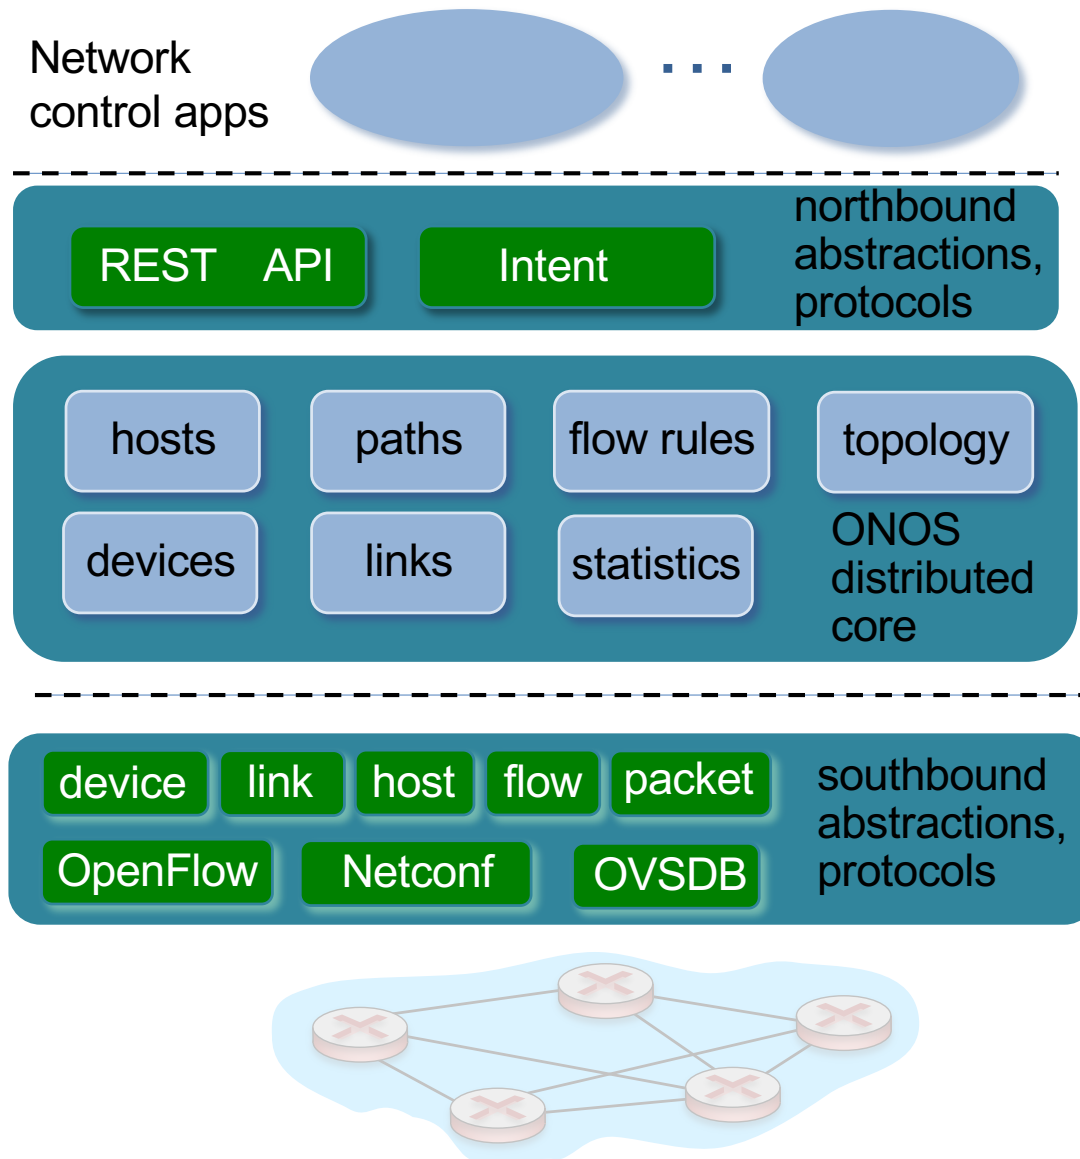 Network
control apps
...
REST API
Intent
northbound
abstractions,
protocols
hosts
paths
flow rules
topology
devices
links
statistics
ONOS
distributed
core
device
link
host
flow
packet
OpenFlow
Netconf
OVSDB
southbound
abstractions,
protocols